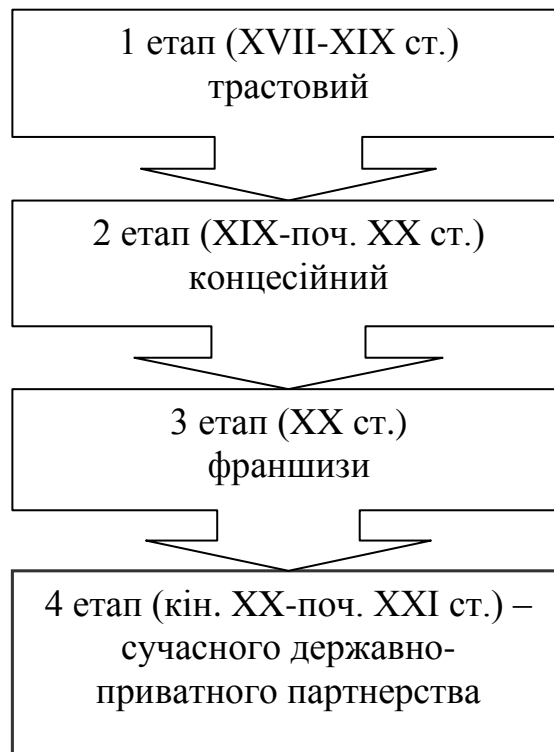 1 етап (XVII-XIX ст.)
трастовий
2 етап (XIX-поч. XX ст.)
концесійний
3 етап (XX ст.)
франшизи
4 етап (кін. XX-поч. XXI ст.) –
сучасного державно-
приватного партнерства